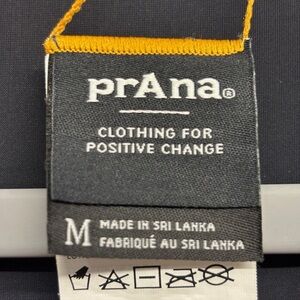 prAna®
CLOTHING FOR
POSITIVE CHANGE
M
MADE IN SRI LANKA
FABRIQUÉ AU SRI LANKA